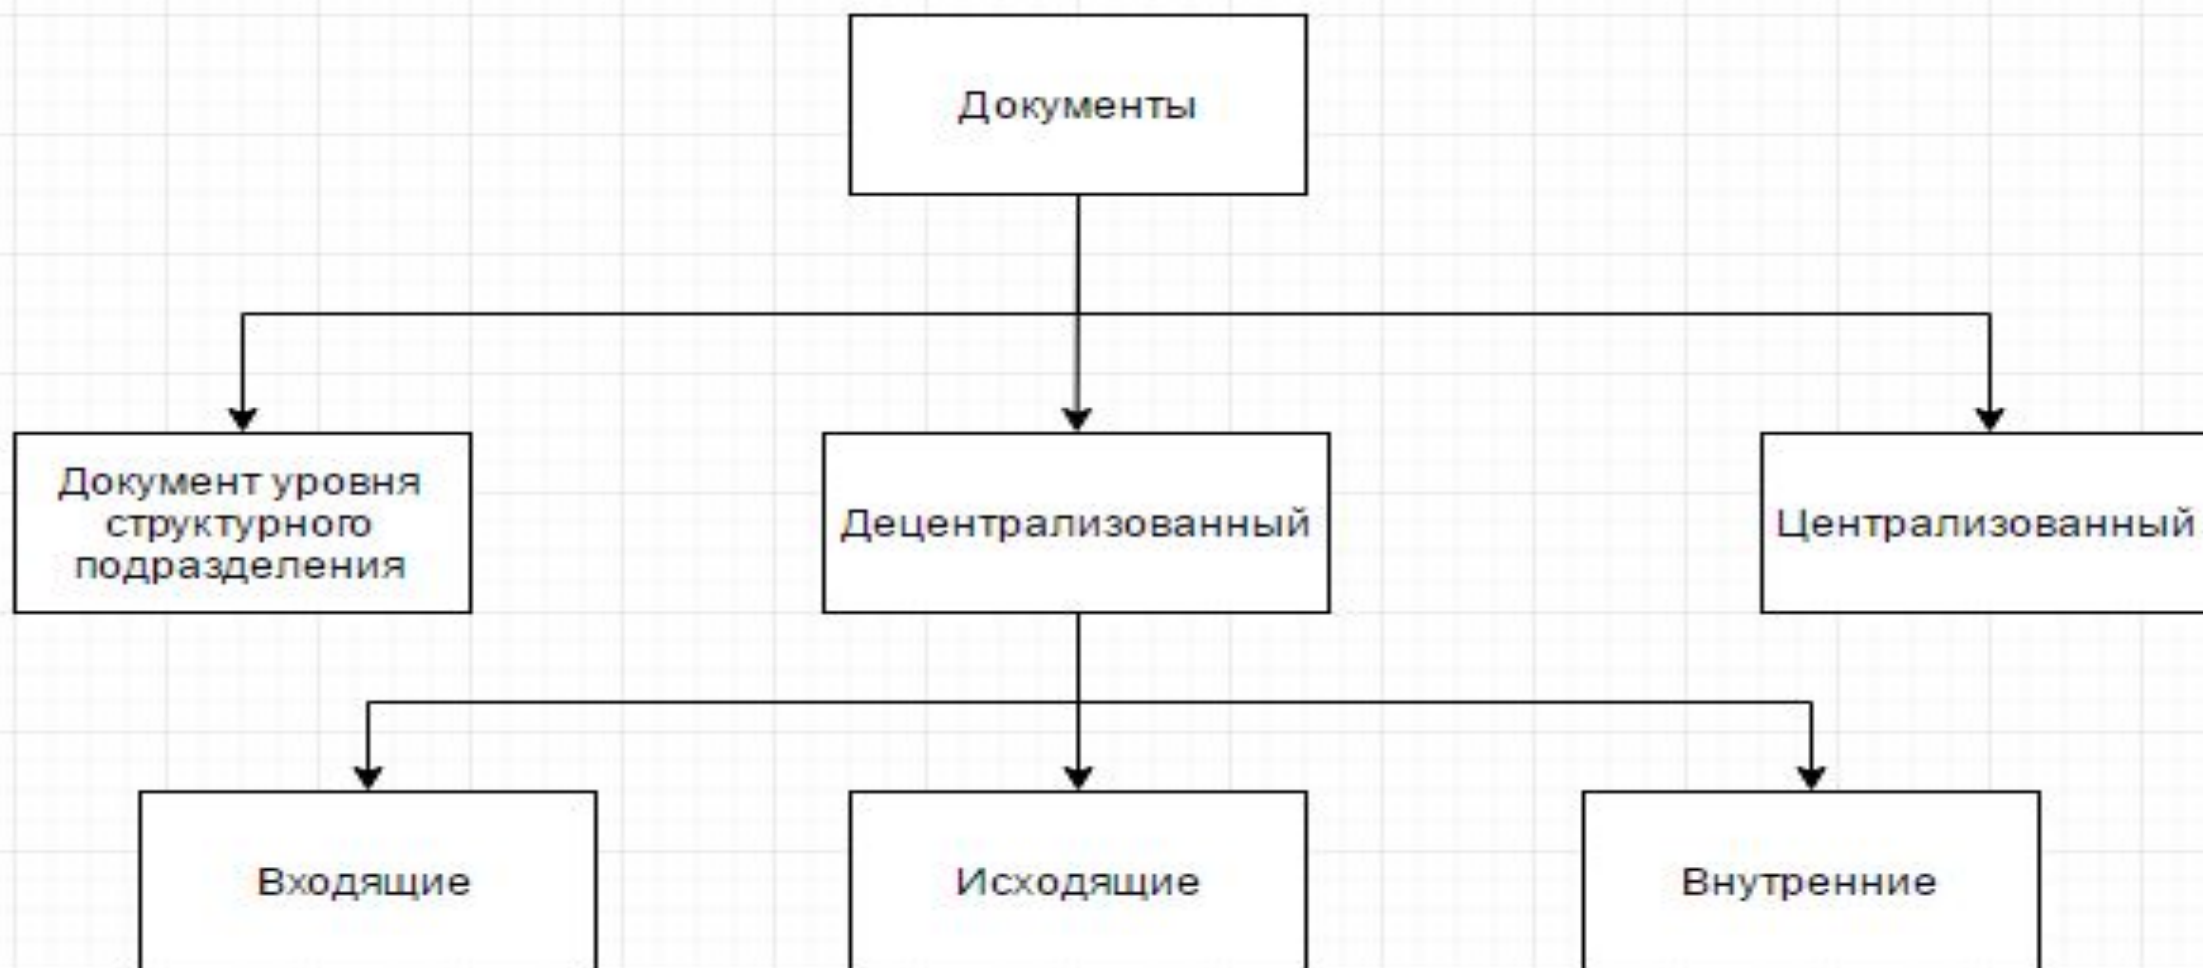 Документы
Документ уровня
структурного
подразделения
Децентрализованный
Централизованный
Входящие
Исходящие
Внутренние